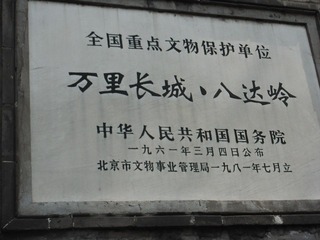 全国重点文物保护单位
万里长城·八达岭
中华人民共和国国务院
一九六一年三月四日公布
北京市文物事业管理局一九八一年七月立